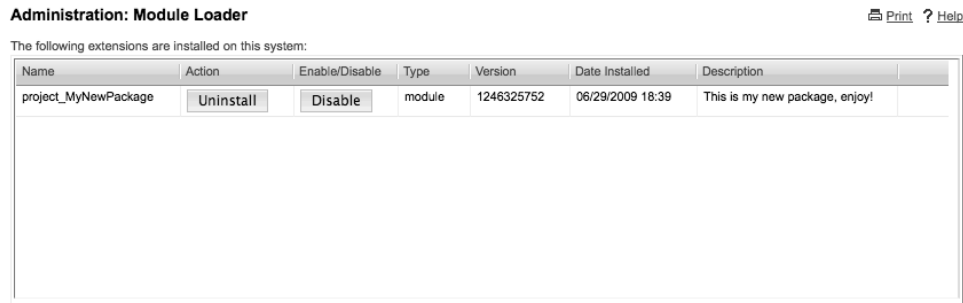 Administration: Module Loader
Print ? Help
The following extensions are installed on this system:
Name Action Enable/Disable Type Version Date Installed Description
project_MyNewPackage Uninstall Disable module 1246325752 06/29/2009 18:39 This is my new package, enjoy!